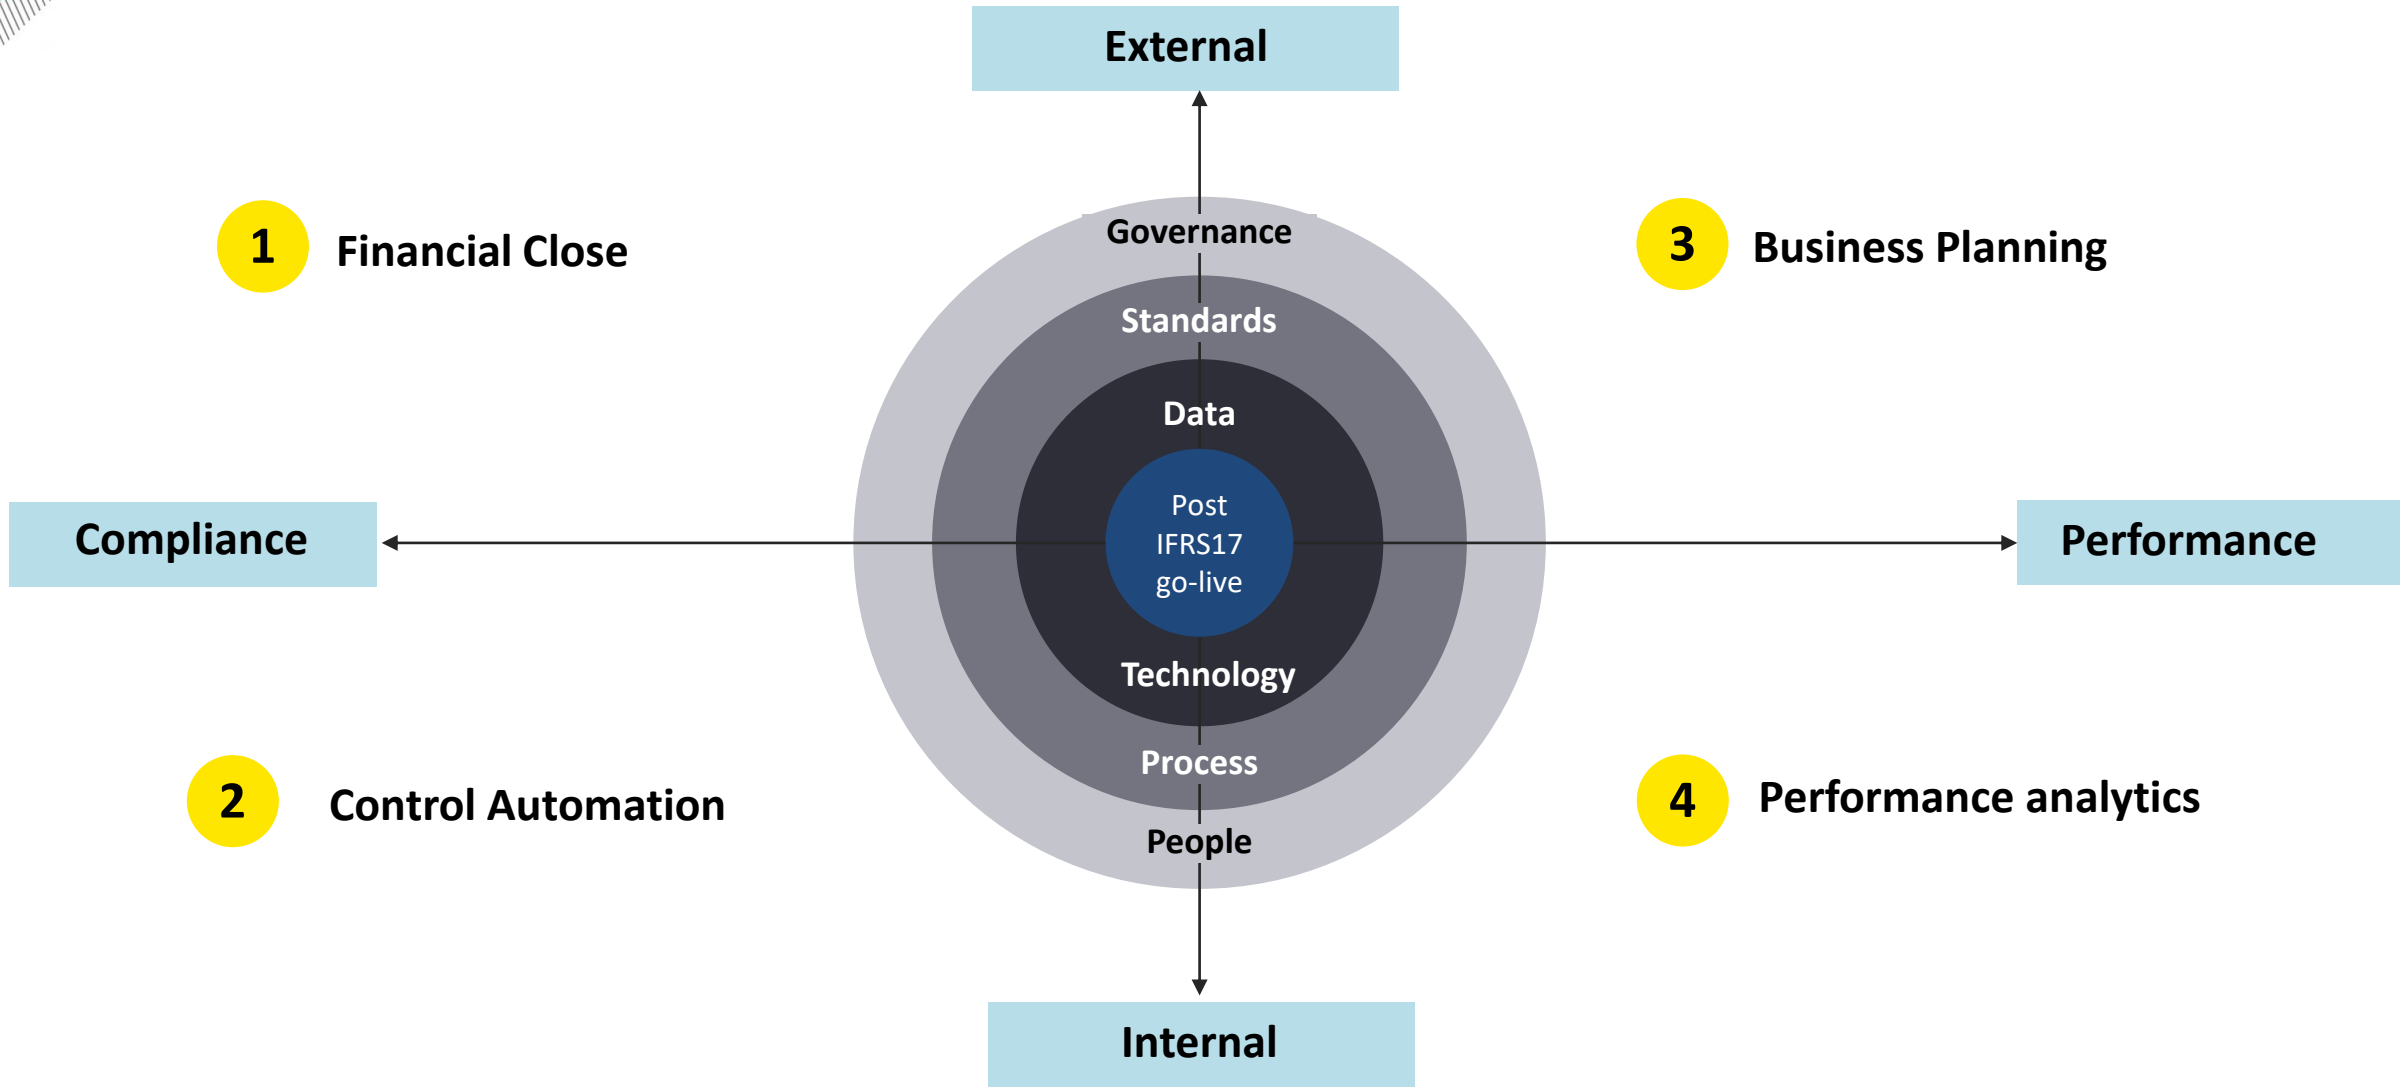 External
1
Financial Close
3
Business Planning
Governance
Standards
Data
Compliance
Post
IFRS17
go-live
Performance
Technology
Process
People
2
Control Automation
4
Performance analytics
Internal